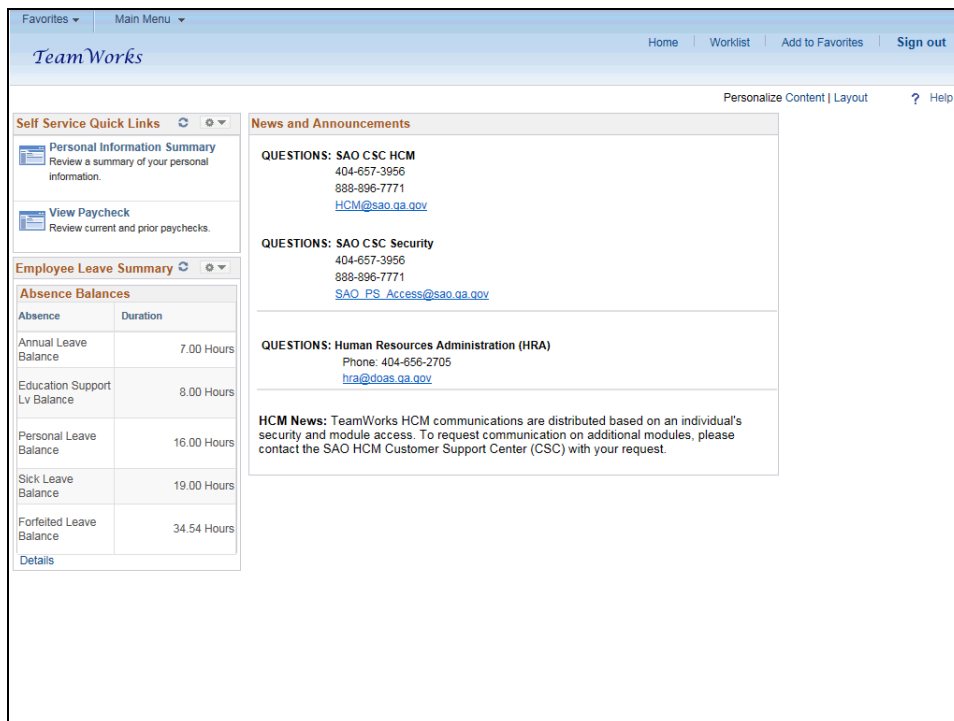 Favorites Main Menu
TeamWorks
Home Worklist Add to Favorites Sign out
Personalize Content | Layout ? Help
Self Service Quick Links
Personal Information Summary
Review a summary of your personal
information.
View Paycheck
Review current and prior paychecks.
Employee Leave Summary
Absence Balances
Absence Duration
Annual Leave
Balance
7.00 Hours
Education Support
Lv Balance
8.00 Hours
Personal Leave
Balance
16.00 Hours
Sick Leave
Balance
19.00 Hours
Forfeited Leave
Balance
34.54 Hours
Details
News and Announcements
QUESTIONS: SAO CSC HCM
404-657-3956
888-896-7771
HCM@sao.ga.gov
QUESTIONS: SAO CSC Security
404-657-3956
888-896-7771
SAO_PS_Access@sao.ga.gov
QUESTIONS: Human Resources Administration (HRA)
Phone: 404-656-2705
hra@doas.ga.gov
HCM News: TeamWorks HCM communications are distributed based on an individual's
security and module access. To request communication on additional modules, please
contact the SAO HCM Customer Support Center (CSC) with your request.